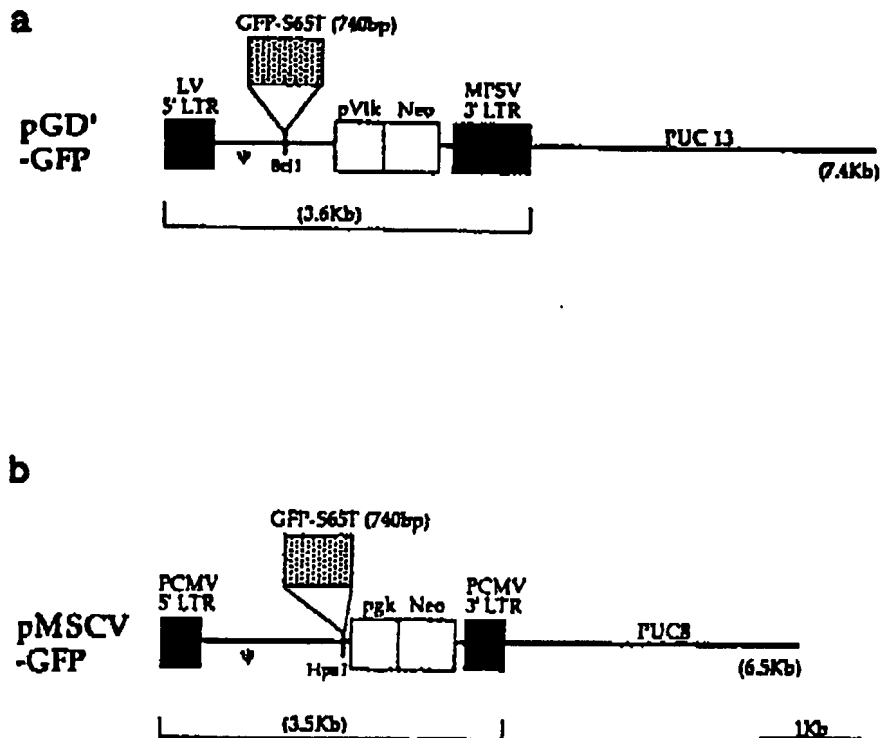 a
GFP-S65T (740bp)
LV
5' LTR
pVik Neo
MPSV
3' LTR
pGD'
-GFP
ψ
BclI
PUC 13
(7.4Kb)
(3.6Kb)
b
GFP-S65T (740bp)
PCMV
5' LTR
pgk Neo
PCMV
3' LTR
pMSCV
-GFP
ψ
HpaI
PUC8
(6.5Kb)
(3.5Kb)
1Kb